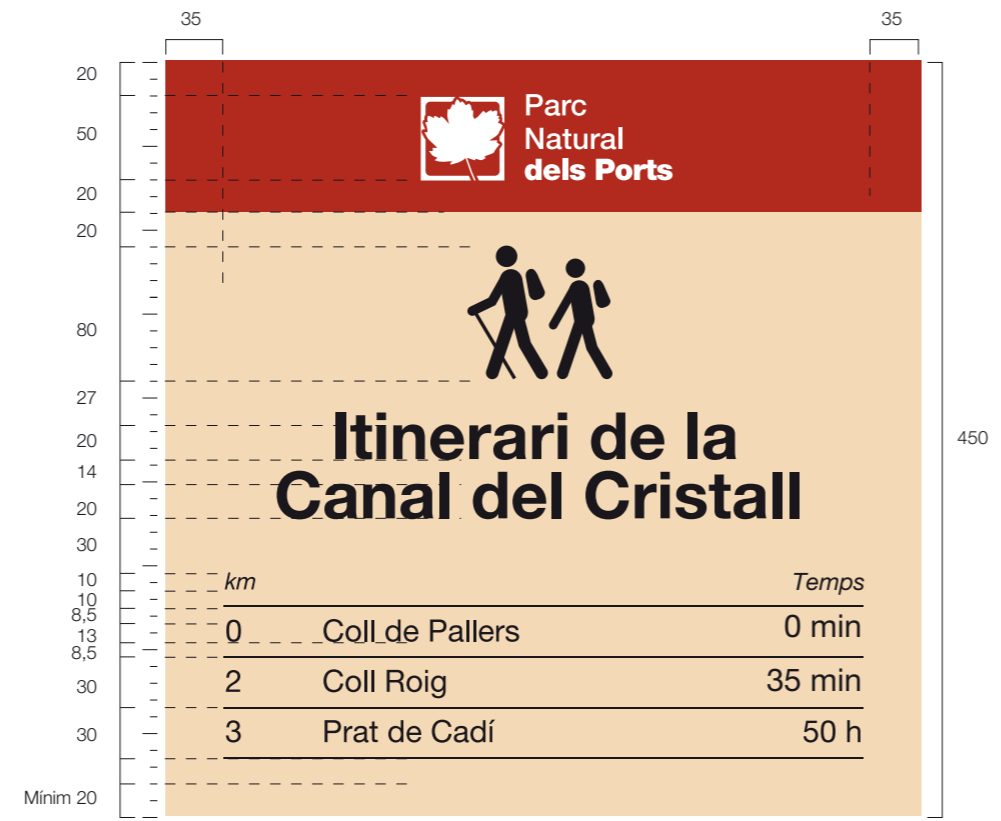 35 35
20
50
20
20
80
27
20
14
20
30
10
10
8,5
13
8,5
30
30
Mínim 20
450
Parc
Natural
dels Ports
Itinerari de la
Canal del Cristall
km Temps
0 Coll de Pallers 0 min
2 Coll Roig 35 min
3 Prat de Cadí 50 h